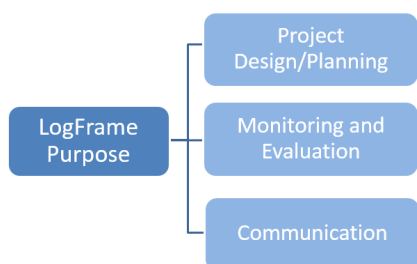 LogFrame
Purpose
Project
Design/Planning
Monitoring and
Evaluation
Communication